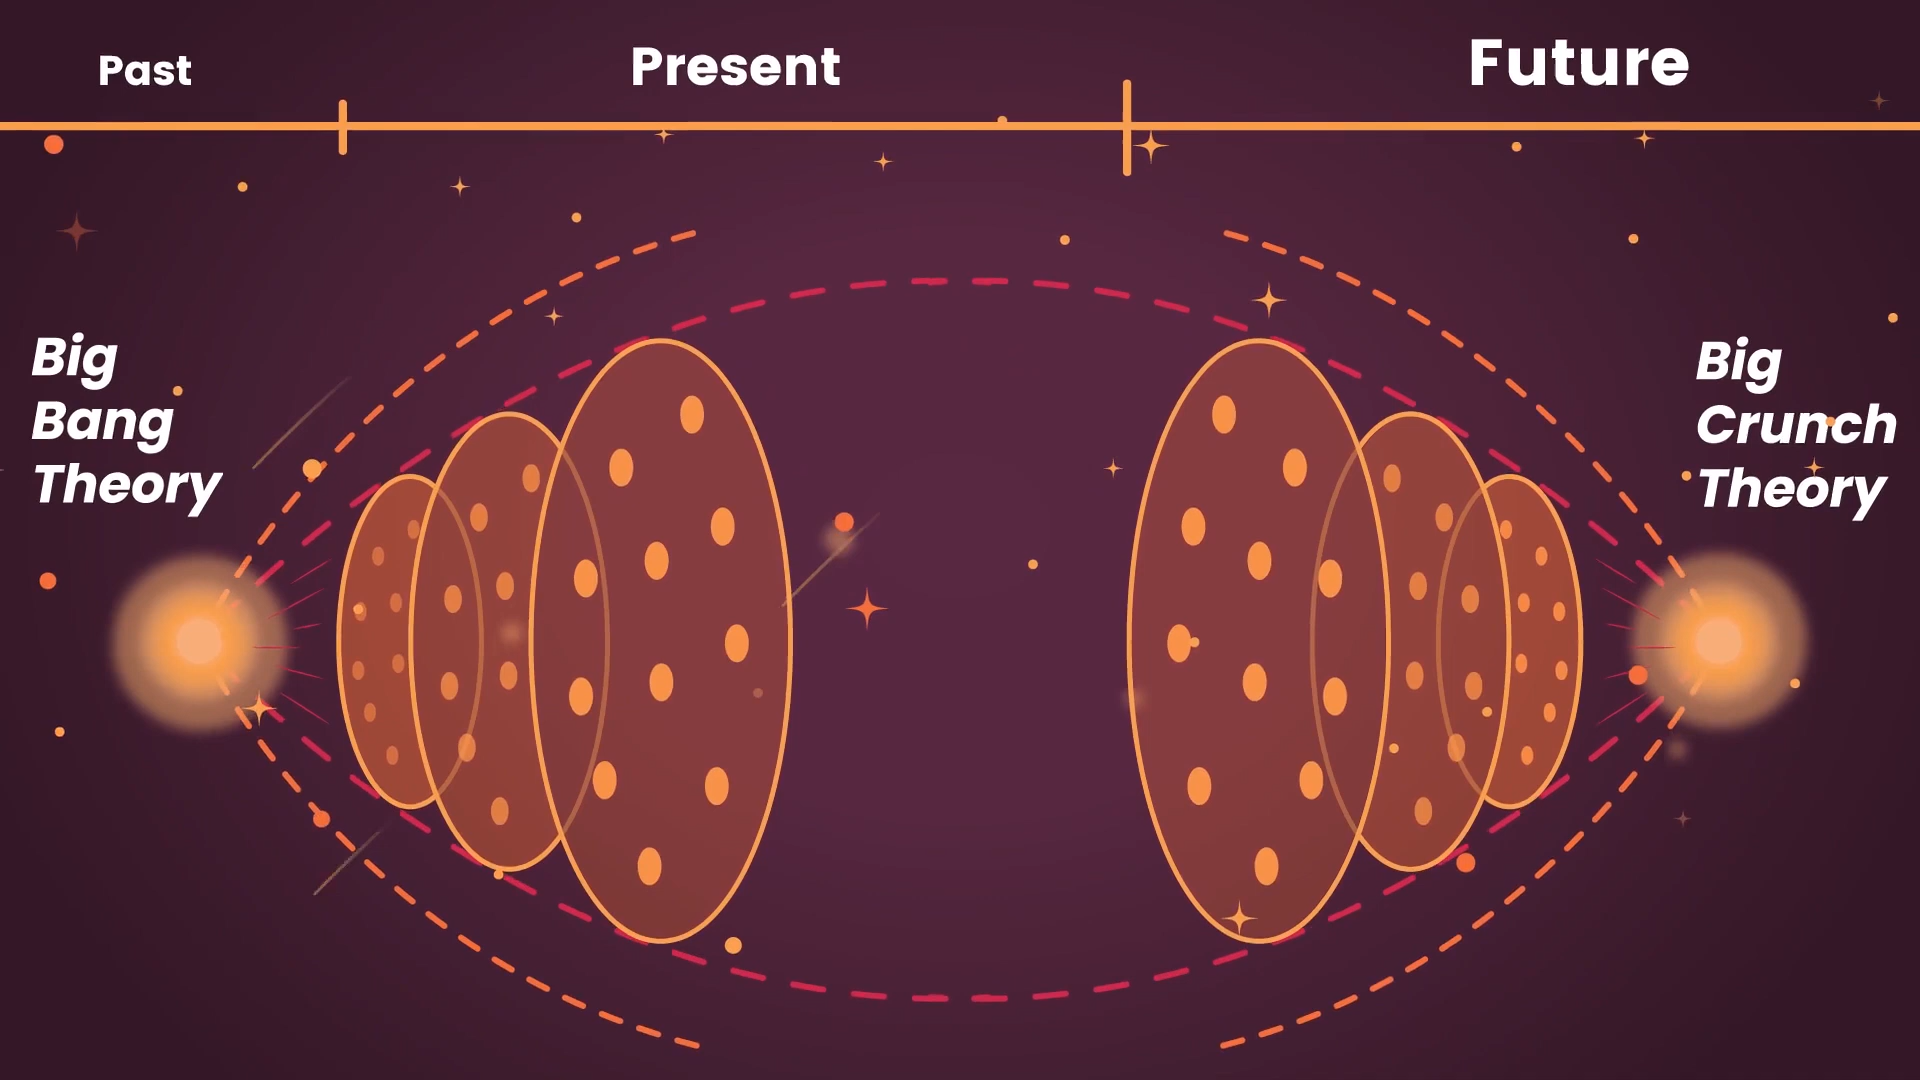 Past
Present
Future
Big
Bang
Theory
Big
Crunch
Theory